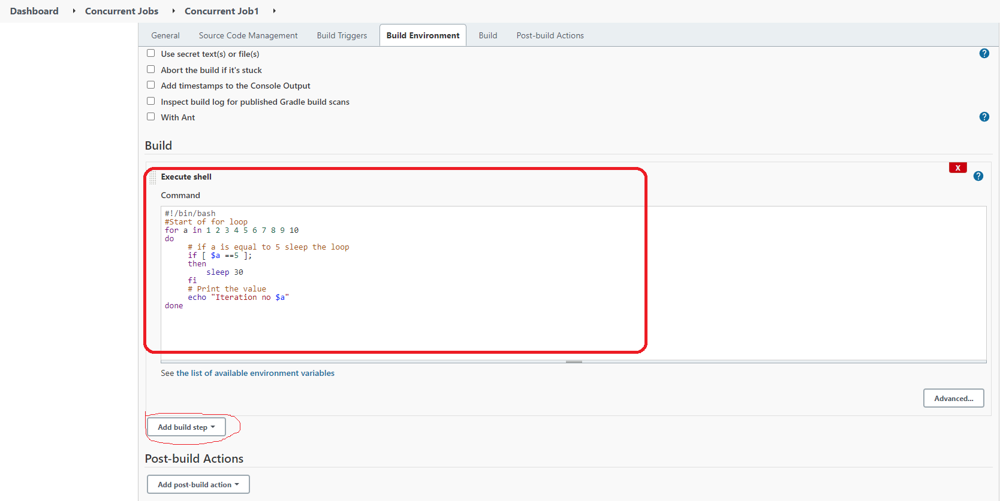 Dashboard Concurrent Jobs Concurrent Job1
General Source Code Management Build Triggers Build Environment Build Post-build Actions
Use secret text(s) or file(s) ?
Abort the build if it's stuck
Add timestamps to the Console Output
Inspect build log for published Gradle build scans
With Ant ?
Build
X
Execute shell ?
Command
#!/bin/bash
#Start of for loop
for a in 1 2 3 4 5 6 7 8 9 10
do
# if a is equal to 5 sleep the loop
if [ $a ==5 ];
then
sleep 30
fi
# Print the value
echo "Iteration no $a"
done
See the list of available environment variables
Advanced...
Add build step
Post-build Actions
Add post-build action